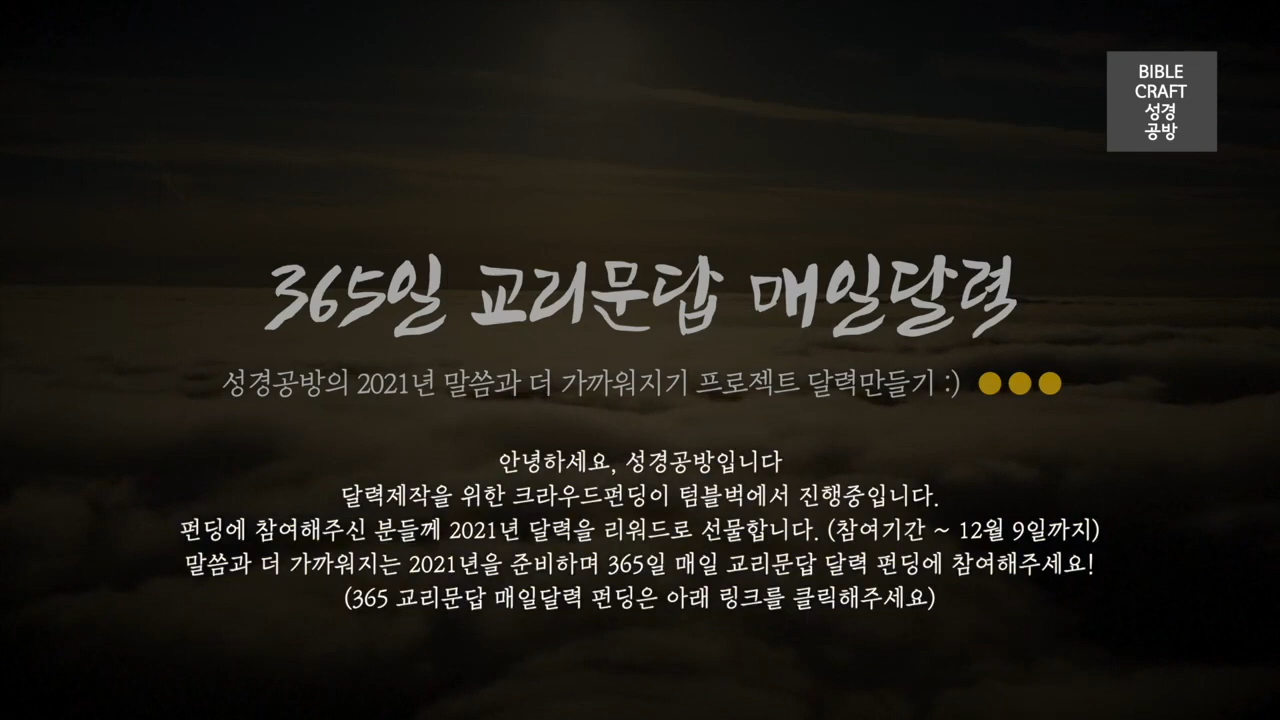 BIBLE
CRAFT
성경
공방
365일 교리문답 매일달력
성경공방의 2021년 말씀과 더 가까워지기 프로젝트 달력만들기 :)
안녕하세요, 성경공방입니다
달력제작을 위한 크라우드펀딩이 텀블벅에서 진행중입니다.
펀딩에 참여해주신 분들께 2021년 달력을 리워드로 선물합니다. (참여기간 ~ 12월 9일까지)
말씀과 더 가까워지는 2021년을 준비하며 365일 매일 교리문답 달력 펀딩에 참여해주세요!
(365 교리문답 매일달력 펀딩은 아래 링크를 클릭해주세요)